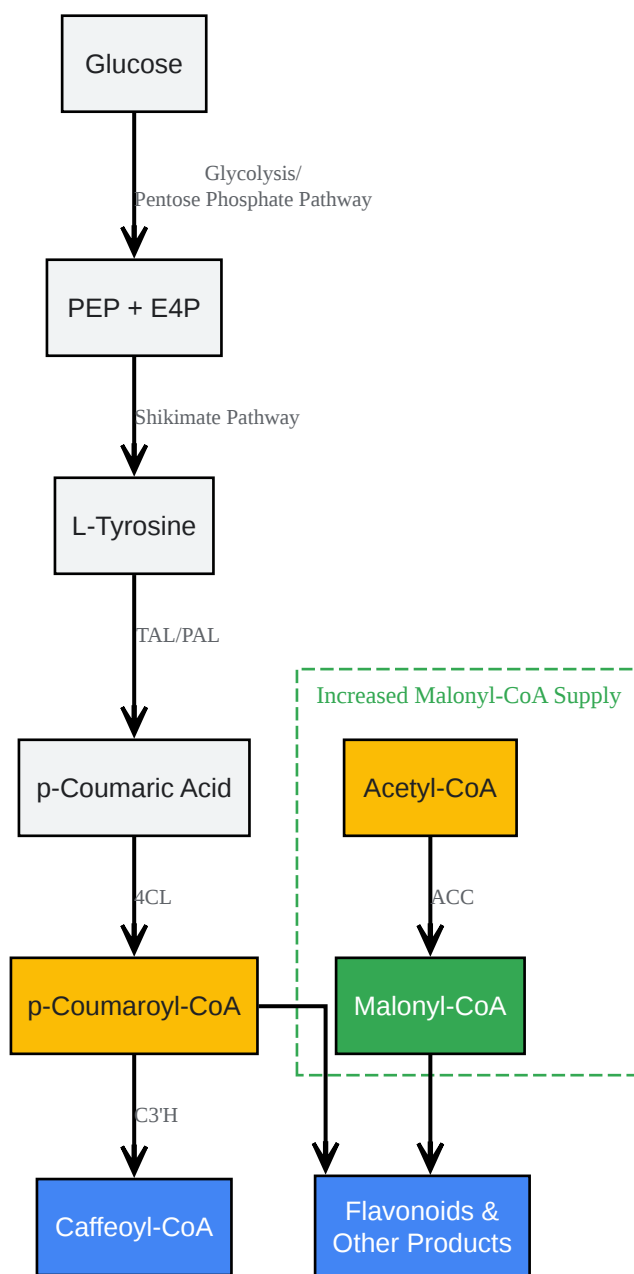 Glucose
Glycolysis/
Pentose Phosphate Pathway
PEP + E4P
Shikimate Pathway
L-Tyrosine
TAL/PAL
Increased Malonyl-CoA Supply
p-Coumaric Acid
Acetyl-CoA
4CL
ACC
p-Coumaroyl-CoA
Malonyl-CoA
C3'H
Caffeoyl-CoA
Flavonoids &
Other Products